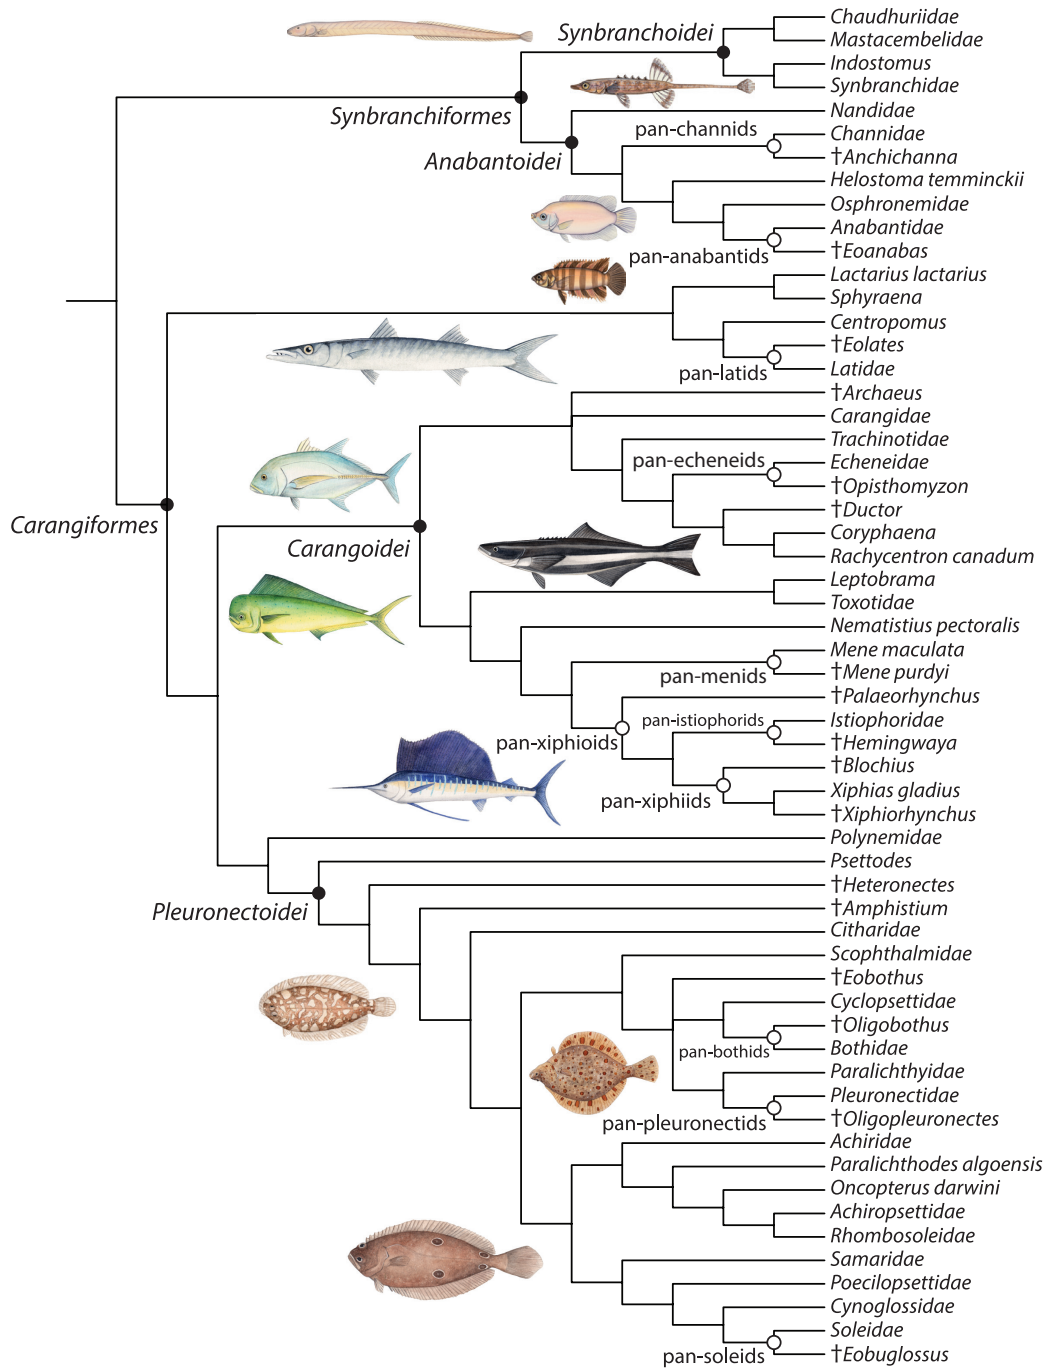 Chaudhuriidae
Synbranchoidei
Mastacembelidae
Indostomus
Synbranchidae
Nandidae
Synbranchiformes
pan-channids
Channidae
†Anchichanna
Anabantoidei
Helostoma temminckii
Osphronemidae
Anabantidae
†Eoanabas
pan-anabantids
Lactarius lactarius
Sphyraena
Centropomus
†Eolates
Latidae
pan-latids
†Archaeus
Carangidae
Trachinotidae
pan-echeneids
Echeneidae
†Opisthomyzon
†Ductor
Carangiformes
Coryphaena
Carangoidei
Rachycentron canadum
Leptobrama
Toxotidae
Nematistius pectoralis
Mene maculata
†Mene purdyi
pan-menids
†Palaeorhynchus
pan-istiophorids
Istiophoridae
†Hemingwaya
pan-xiphioids
†Blochius
Xiphias gladius
pan-xiphiids
†Xiphiorhynchus
Polynemidae
Psettodes
†Heteronectes
Pleuronectoidei
†Amphistium
Citharidae
Scophthalmidae
†Eobothus
Cyclopsettidae
†Oligobothus
Bothidae
pan-bothids
Paralichthyidae
Pleuronectidae
†Oligopleuronectes
pan-pleuronectids
Achiridae
Paralichthodes algoensis
Oncopterus darwini
Achiropsettidae
Rhombosoleidae
Samaridae
Poecilopsettidae
Cynoglossidae
Soleidae
†Eobuglossus
pan-soleids